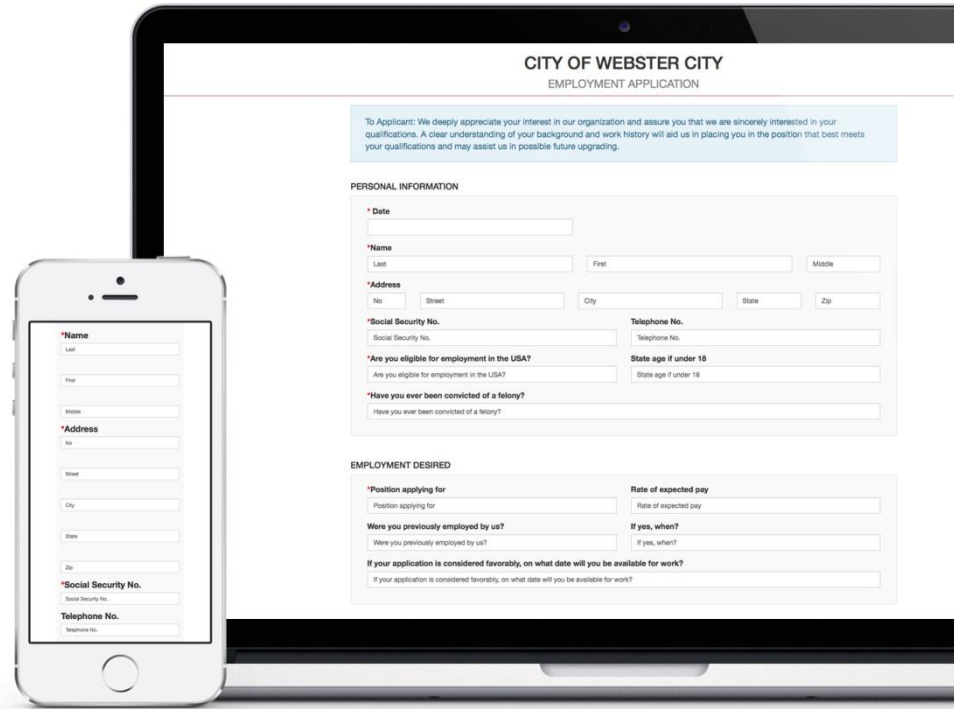 CITY OF WEBSTER CITY
EMPLOYMENT APPLICATION
To Applicant: We deeply appreciate your interest in our organization and assure you that we are sincerely interested in your
qualifications. A clear understanding of your background and work history will aid us in placing you in the position that best meets
your qualifications and may assist us in possible future upgrading.
PERSONAL INFORMATION
* Date
*Name
Last First Middle
*Address
No Street City State Zip
*Social Security No. Telephone No.
Social Security No. Telephone No.
*Are you eligible for employment in the USA? State age if under 18
Are you eligible for employment in the USA? State age if under 18
*Have you ever been convicted of a felony?
Have you ever been convicted of a felony?
EMPLOYMENT DESIRED
*Position applying for Rate of expected pay
Position applying for Rate of expected pay
Were you previously employed by us? If yes, when?
Were you previously employed by us? If yes, when?
If your application is considered favorably, on what date will you be available for work?
If your application is considered favorably, on what date will you be available for work?
*Name
Last
First
Middle
*Address
No
Street
City
State
Zip
*Social Security No.
Social Security No.
Telephone No.
Telephone No.